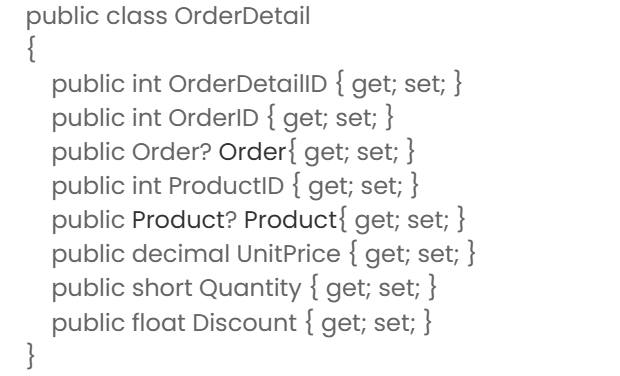 public class OrderDetail
{
public int OrderDetailID { get; set; }
public int OrderID { get; set; }
public Order? Order{ get; set; }
public int ProductID { get; set; }
public Product? Product{ get; set; }
public decimal UnitPrice { get; set; }
public short Quantity { get; set; }
public float Discount { get; set; }
}